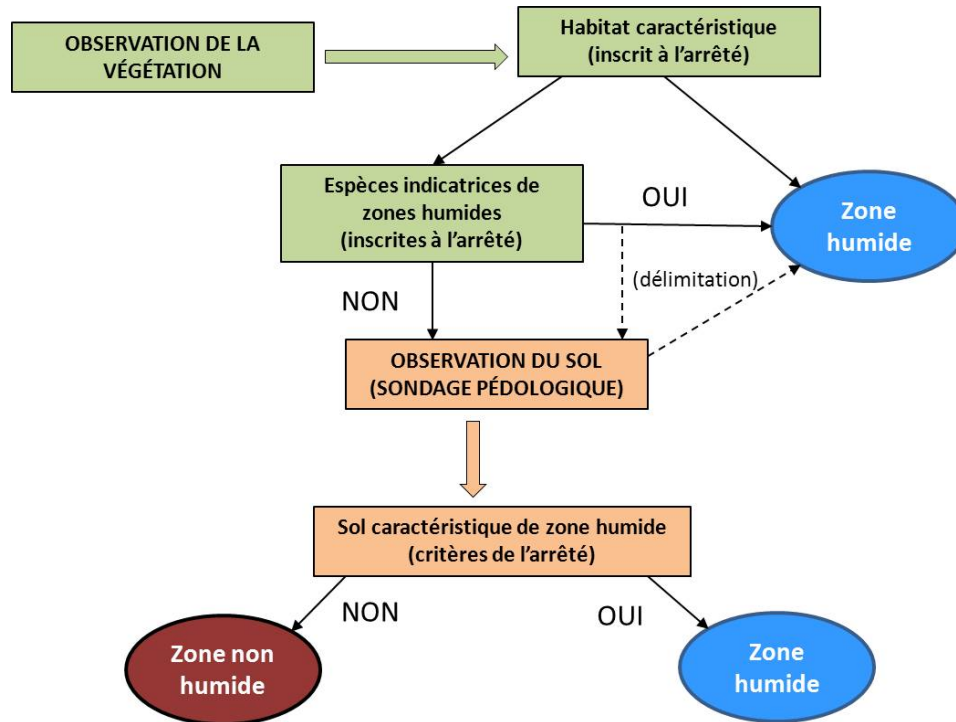 OBSERVATION DE LA
VÉGÉTATION
Habitat caractéristique
(inscrit à l’arrêté)
Espèces indicatrices de
zones humides
(inscrites à l’arrêté)
OUI
Zone
humide
(délimitation)
NON
OBSERVATION DU SOL
(SONDAGE PÉDOLOGIQUE)
Sol caractéristique de zone humide
(critères de l’arrêté)
NON
OUI
Zone non
humide
Zone
humide